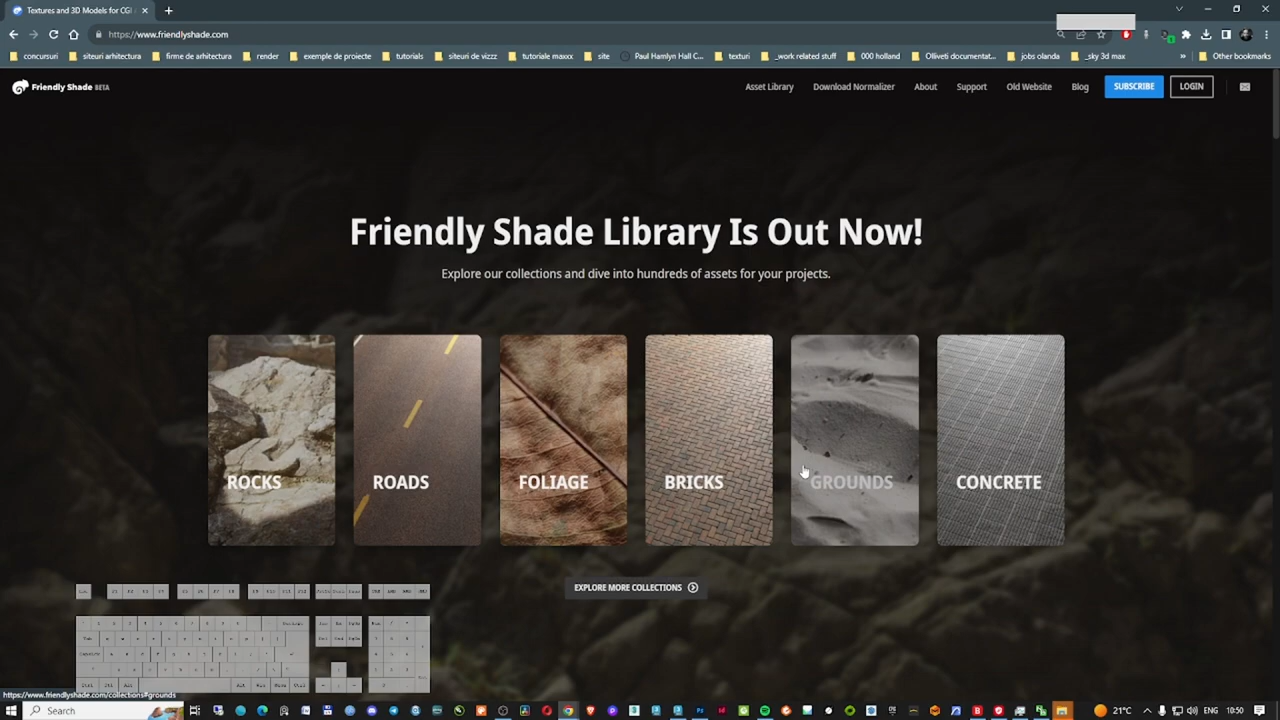 Textures and 3D Models for CGI
https://www.friendlyshade.com
concursuri
siteuri arhitectura
firme de arhitectura
render
exemple de proiecte
tutorials
siteuri de vizzz
tutoriale maxxx
site
Paul Hamlyn Hall C...
texturi
_work related stuff
000 holland
Olliveti documentat...
jobs olanda
_sky 3d max
»
Other bookmarks
Friendly Shade BETA
Asset Library
Download Normalizer
About
Support
Old Website
Blog
SUBSCRIBE
LOGIN
Friendly Shade Library Is Out Now!
Explore our collections and dive into hundreds of assets for your projects.
ROCKS
ROADS
FOLIAGE
BRICKS
GROUNDS
CONCRETE
EXPLORE MORE COLLECTIONS
https://www.friendlyshade.com/collections#grounds
Search
21°C
ENG
10:50